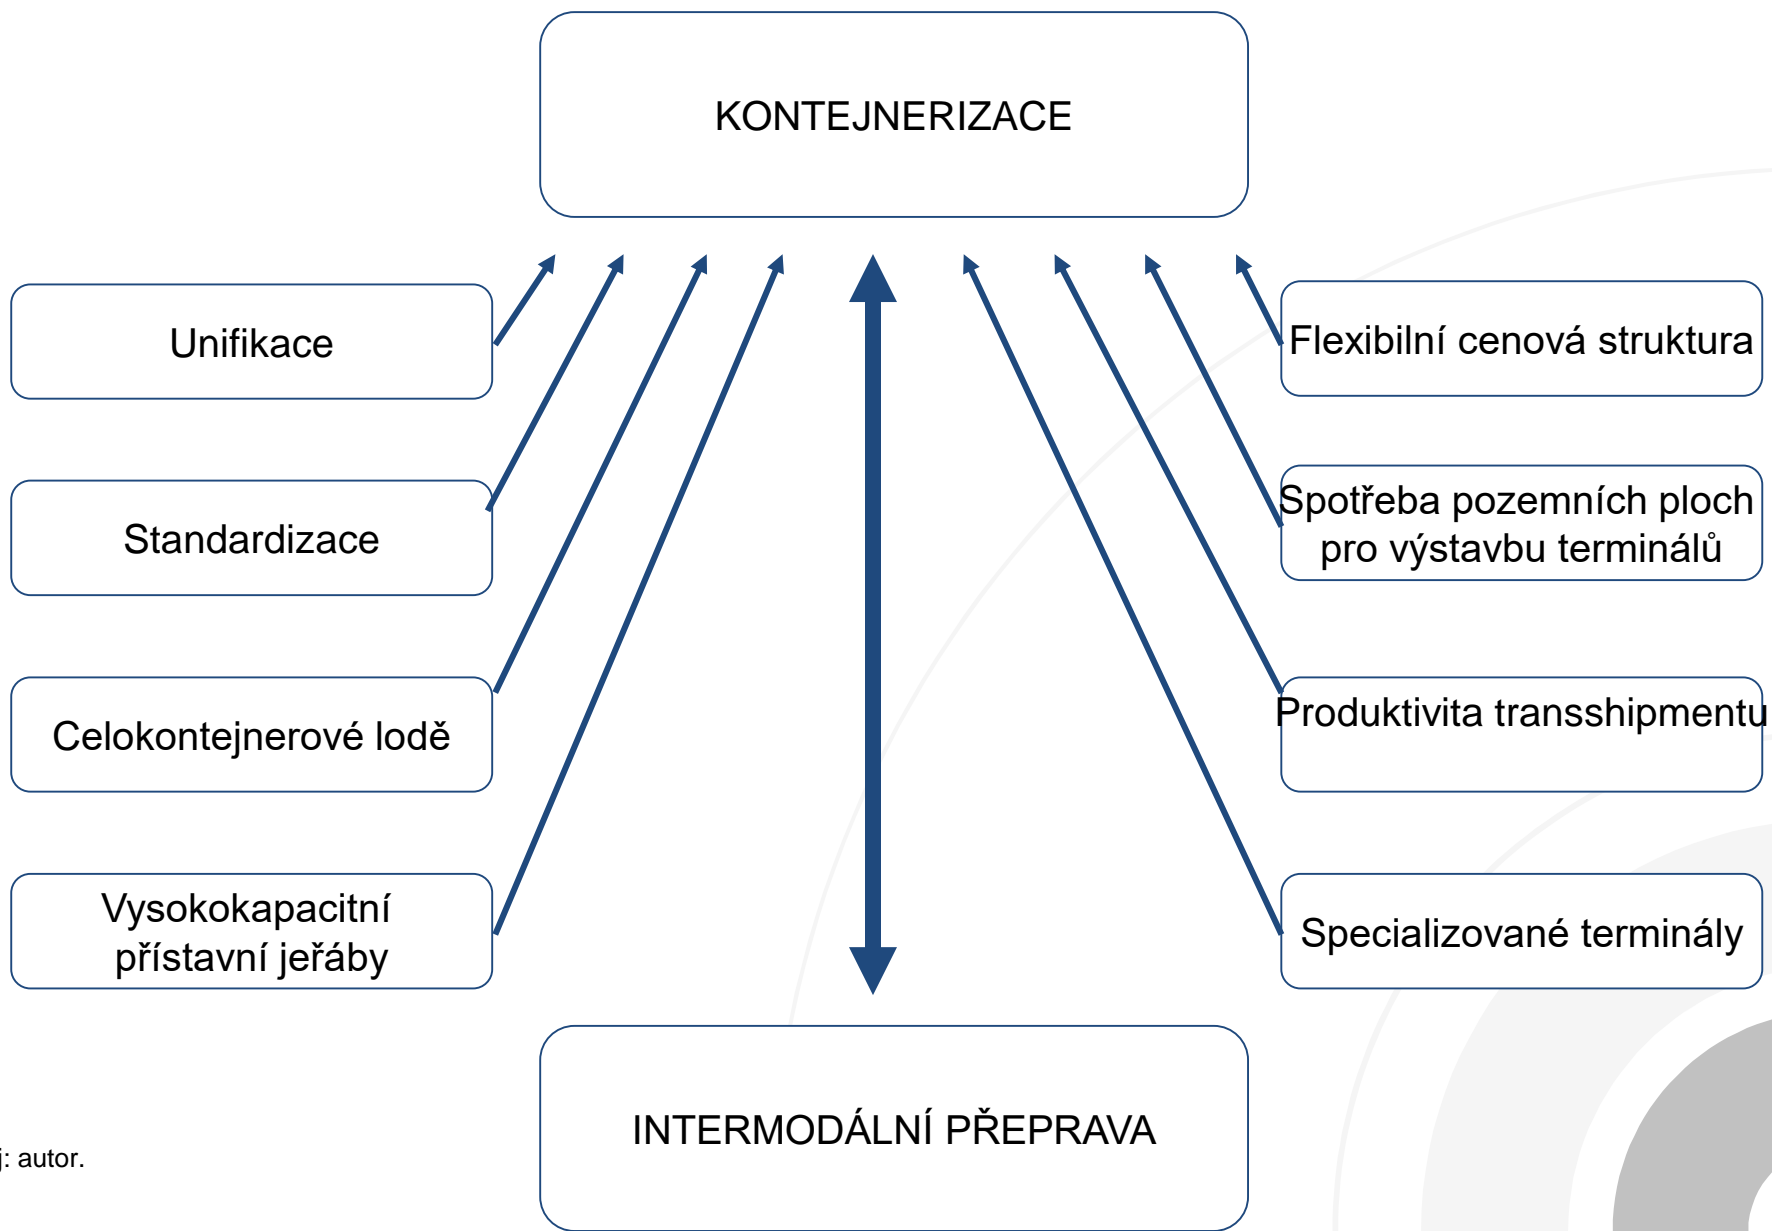 KONTEJNERIZACE
Unifikace
Standardizace
Celokontejnerové lodě
Vysokokapacitní
přístavní jeřáby
Flexibilní cenová struktura
Spotřeba pozemních ploch
pro výstavbu terminálů
Produktivita transshipmentu
Specializované terminály
INTERMODÁLNÍ PŘEPRAVA
j: autor.